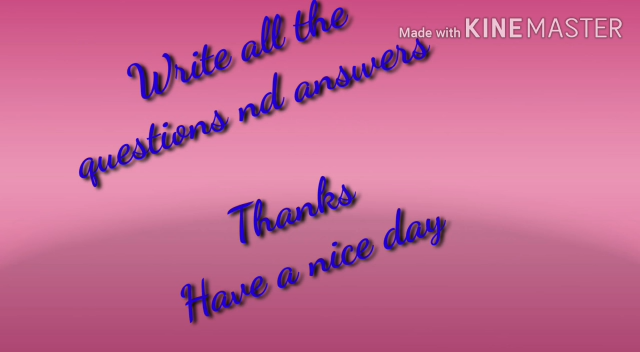 Made with KINEMASTER
Write all the
questions nd answers
Thanks
Have a nice day